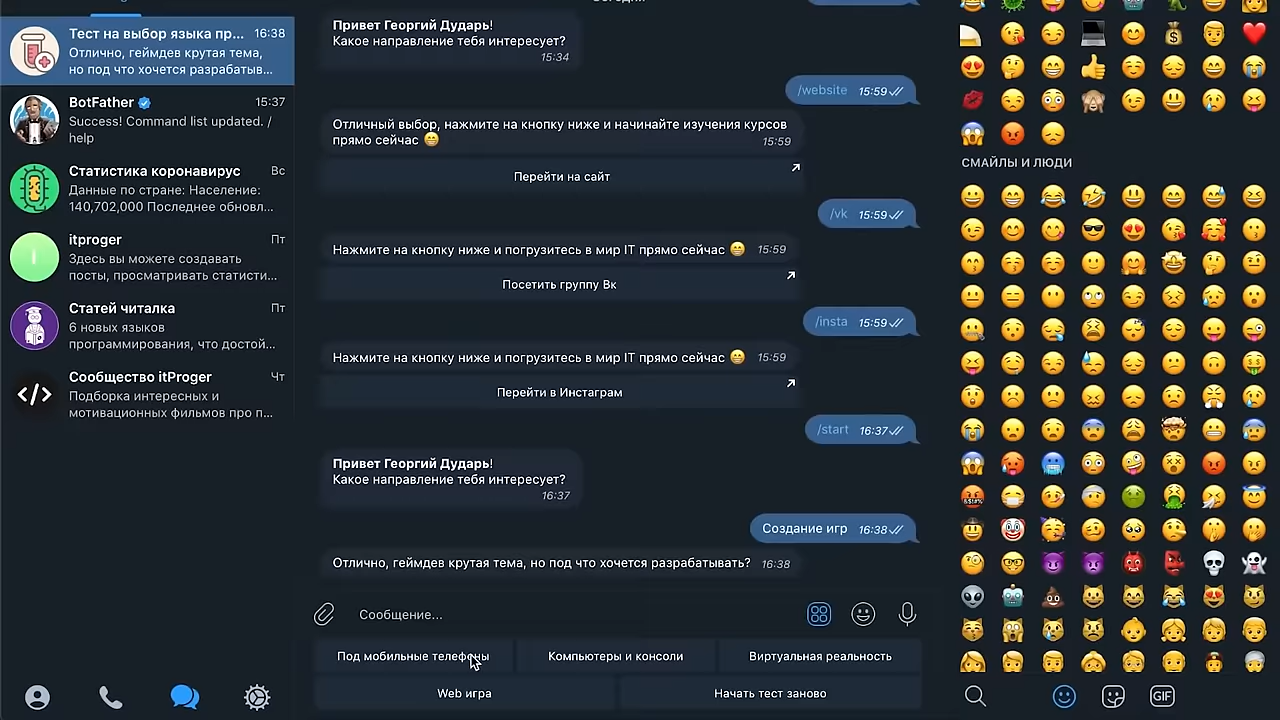 Тест на выбор языка пр... 16:38
Отлично, геймдев крутая тема,
но под что хочется разрабатыв...
BotFather 15:37
Success! Command list updated. /
help
Статистика коронавирус Вс
Данные по стране: Население:
140,702,000 Последнее обновл...
itproger Пт
Здесь вы можете создавать
посты, просматривать статисти...
Статей читалка Пт
6 новых языков
программирования, что достой...
Сообщество itProger Чт
Подборка интересных и
мотивационных фильмов про п...
Привет Георгий Дударь!
Какое направление тебя интересует?
15:34
/website 15:59
Отличный выбор, нажмите на кнопку ниже и начинайте изучения курсов
прямо сейчас 😁 15:59
Перейти на сайт
/vk 15:59
Нажмите на кнопку ниже и погрузитесь в мир IT прямо сейчас 😁 15:59
Посетить группу Вк
/insta 15:59
Нажмите на кнопку ниже и погрузитесь в мир IT прямо сейчас 😁 15:59
Перейти в Инстаграм
/start 16:37
Привет Георгий Дударь!
Какое направление тебя интересует?
16:37
Создание игр 16:38
Отлично, геймдев крутая тема, но под что хочется разрабатывать? 16:38
Сообщение...
Под мобильные телефоны Компьютеры и консоли Виртуальная реальность
Web игра Начать тест заново
СМАЙЛЫ И ЛЮДИ
GIF